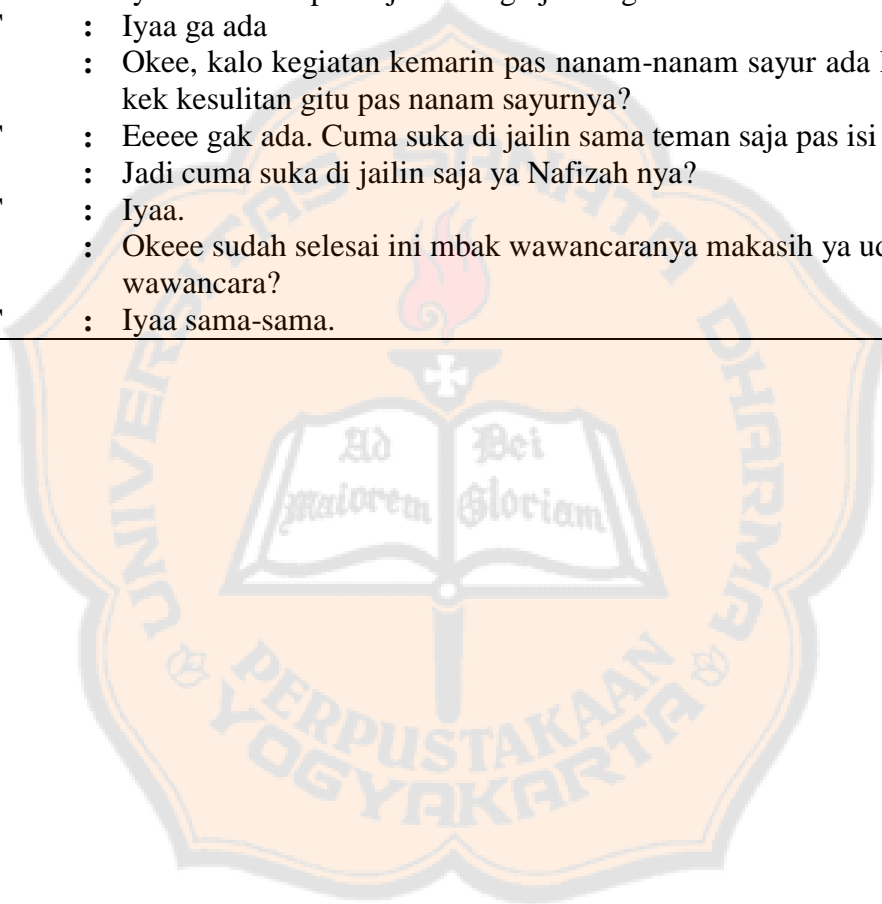 : Iyaa ga ada
: Okee, kalo kegiatan kemarin pas nanam-nanam sayur ada
kek kesulitan gitu pas nanam sayurnya?
: Eeeee gak ada. Cuma suka di jailin sama teman saja pas isi
: Jadi cuma suka di jailin saja ya Nafizah nya?
: Iyaa.
: Okeee sudah selesai ini mbak wawancaranya makasih ya
wawancara?
: Iyaa sama-sama.
UNIVERSITAS SANATA DHARMA
Ad Dei
maiorem Gloriam
PERPUSTAKAAN
YOGYAKARTA